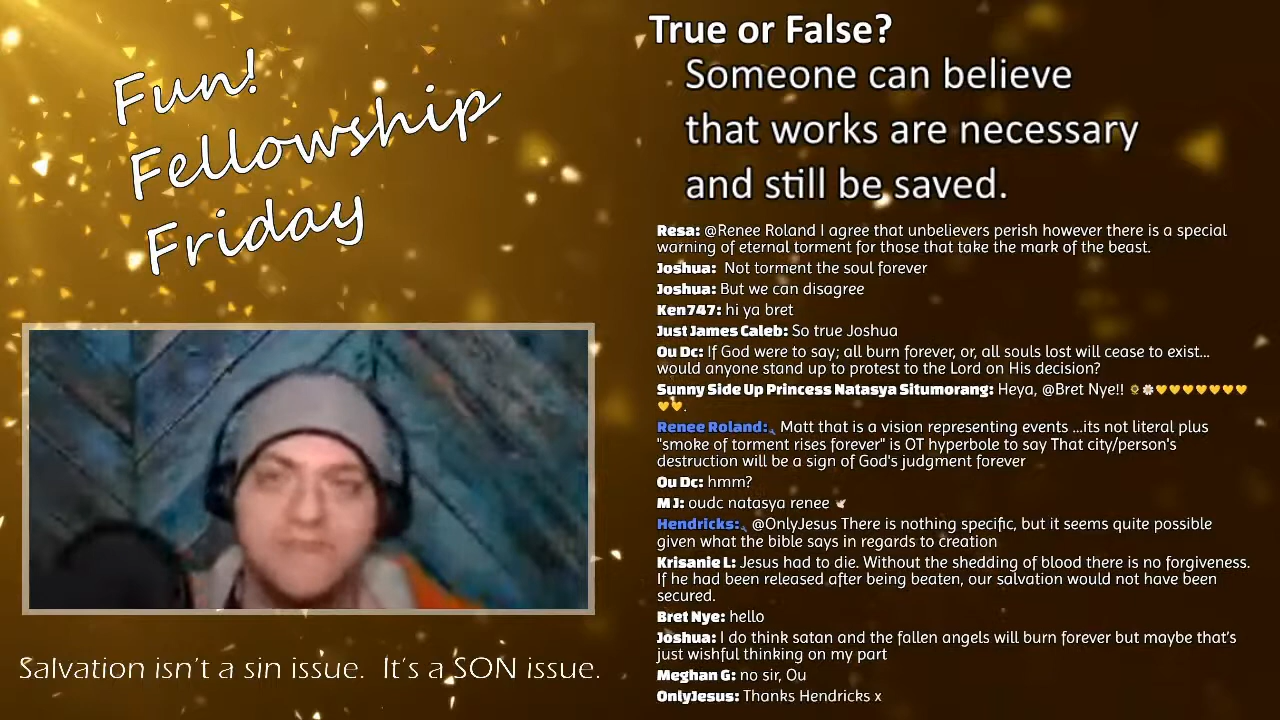 Fun!
Fellowship
Friday
Salvation isn't a sin issue. It's a SON issue.
True or False?
Someone can believe
that works are necessary
and still be saved.
Resa: @Renee Roland I agree that unbelievers perish however there is a special
warning of eternal torment for those that take the mark of the beast.
Joshua: Not torment the soul forever
Joshua: But we can disagree
Ken747: hi ya bret
Just James Caleb: So true Joshua
Ou Dc: If God were to say; all burn forever, or, all souls lost will cease to exist...
would anyone stand up to protest to the Lord on His decision?
Sunny Side Up Princess Natasya Situmorang: Heya, @Bret Nye!! 🌻🌼💛💛💛💛💛💛💛
💛💛.
Renee Roland:🔧 Matt that is a vision representing events ...its not literal plus
"smoke of torment rises forever" is OT hyperbole to say That city/person's
destruction will be a sign of God's judgment forever
Ou Dc: hmm?
M J: oudc natasya renee 🕊
Hendricks:🔧 @OnlyJesus There is nothing specific, but it seems quite possible
given what the bible says in regards to creation
Krisanie L: Jesus had to die. Without the shedding of blood there is no forgiveness.
If he had been released after being beaten, our salvation would not have been
secured.
Bret Nye: hello
Joshua: I do think satan and the fallen angels will burn forever but maybe that's
just wishful thinking on my part
Meghan G: no sir, Ou
OnlyJesus: Thanks Hendricks x